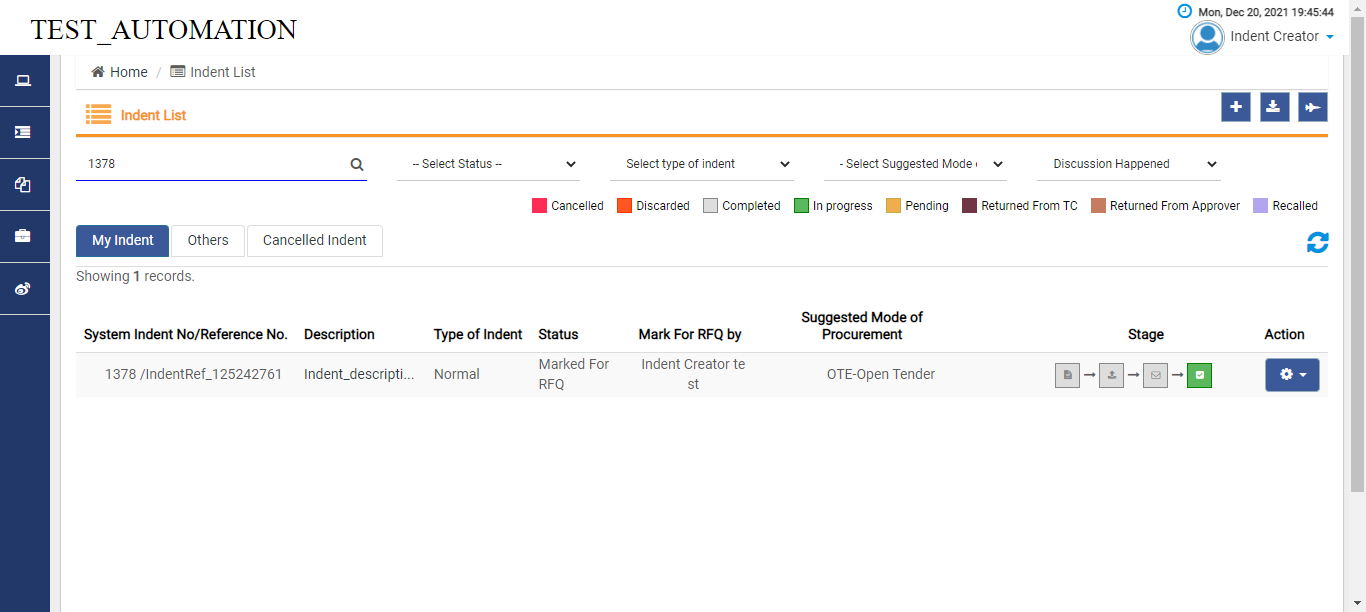 TEST_AUTOMATION
Mon, Dec 20, 2021 19:45:44
Indent Creator
Home / Indent List
Indent List
1378
-- Select Status --
Select type of indent
- Select Suggested Mode
Discussion Happened
Cancelled Discarded Completed In progress Pending Returned From TC Returned From Approver Recalled
My Indent Others Cancelled Indent
Showing 1 records.
System Indent No/Reference No. Description Type of Indent Status Mark For RFQ by Suggested Mode of Procurement Stage Action
1378 /IndentRef_125242761 Indent_descripti... Normal Marked For RFQ Indent Creator te st OTE-Open Tender